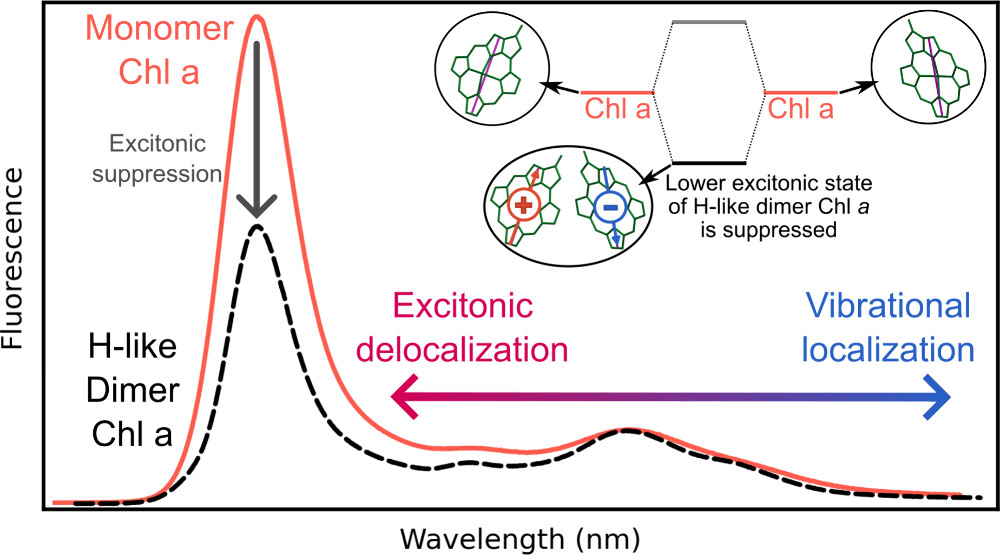 Monomer
Chl a
Excitonic
suppression
Chl a
Chl a
+
-
Lower excitonic state
of H-like dimer Chl a
is suppressed
Excitonic
delocalization
Vibrational
localization
H-like
Dimer
Chl a
Fluorescence
Wavelength (nm)